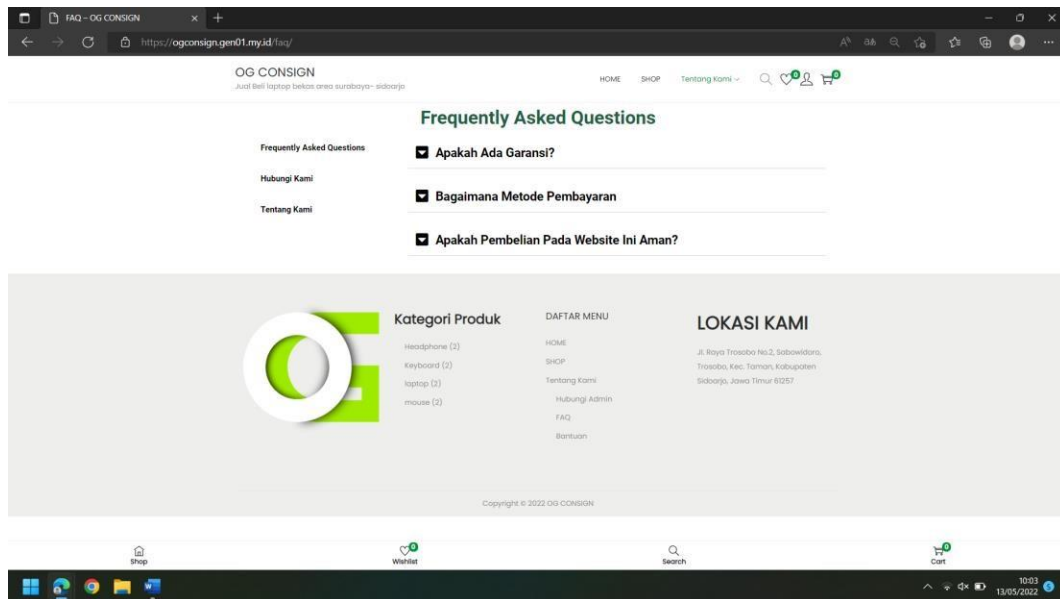 FAQ – OG CONSIGN
https://ogconsign.gen01.my.id/faq/
OG CONSIGN
Jual Beli laptop bekas area surabaya- sidoarjo
HOME SHOP Tentang Kami 0 0
Frequently Asked Questions
Frequently Asked Questions
Hubungi Kami
Tentang Kami
Apakah Ada Garansi?
Bagaimana Metode Pembayaran
Apakah Pembelian Pada Website Ini Aman?
OG
Kategori Produk
Headphone (2)
Keyboard (2)
laptop (2)
mouse (2)
DAFTAR MENU
HOME
SHOP
Tentang Kami
Hubungi Admin
FAQ
Bantuan
LOKASI KAMI
Jl. Raya Trosobo No.2, Sabawidoro,
Trosobo, Kec. Taman, Kabupaten
Sidoarjo, Jawa Timur 61257
Copyright © 2022 OG CONSIGN
Shop
0
Wishlist
Search
0
Cart
10:03
13/05/2022